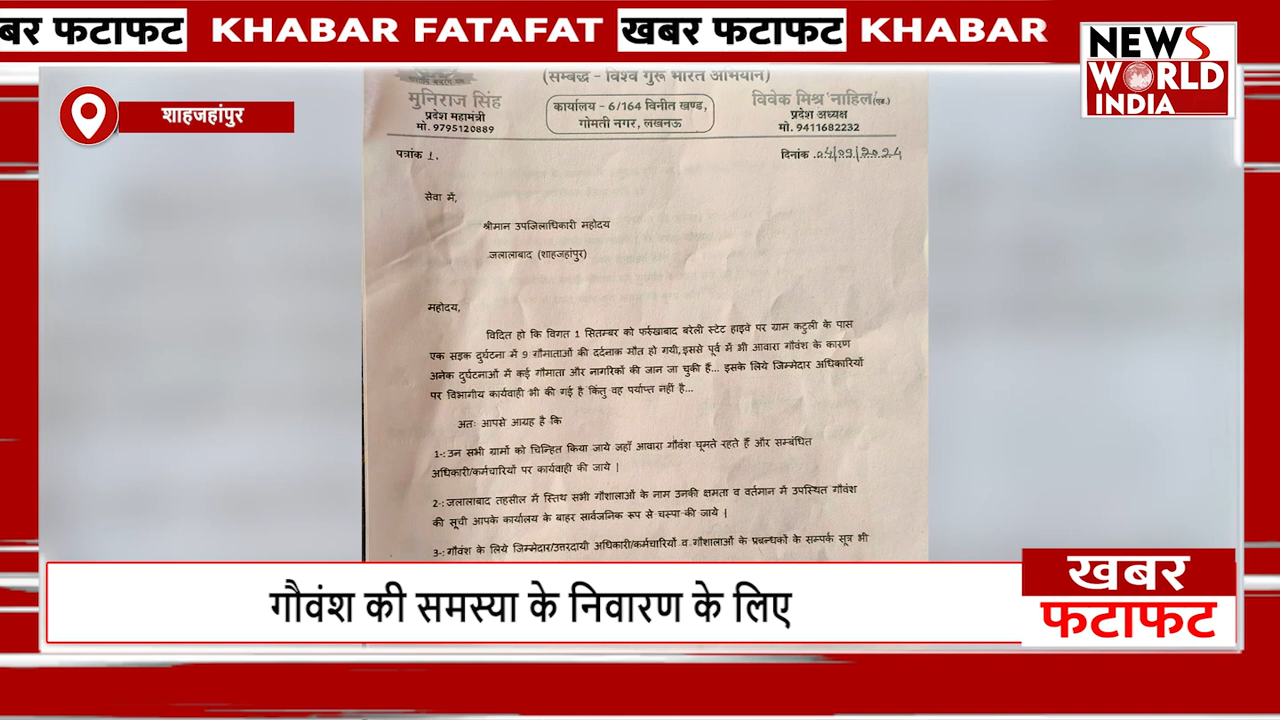 बर फटाफट KHABAR FATAFAT खबर फटाफट KHABAR
NEWS
WORLD
INDIA
शाहजहांपुर
(सम्बद्ध - विश्व गुरू भारत अभियान)
मुनिराज सिंह
प्रदेश महामंत्री
मो. 9795120889
कार्यालय - 6/164 विनीत खण्ड,
गोमती नगर, लखनऊ
विवेक मिश्र 'नाहिल'(एड.)
प्रदेश अध्यक्ष
मो. 9411682232
पत्रांक 1.
दिनांक 04/09/2024
सेवा में,
श्रीमान उपजिलाधिकारी महोदय
जलालाबाद (शाहजहांपुर)
महोदय,
विदित हो कि विगत 1 सितम्बर को फर्रुखाबाद बरेली स्टेट हाइवे पर ग्राम कटुली के पास
एक सड़क दुर्घटना में 9 गौमाताओं की दर्दनाक मौत हो गयी,इससे पूर्व में भी आवारा गौवंश के कारण
अनेक दुर्घटनाओं में कई गौमाता और नागरिकों की जान जा चुकी हैं... इसके लिये जिम्मेदार अधिकारियों
पर विभागीय कार्यवाही भी की गई है किंतु वह पर्याप्त नहीं है...
अतः आपसे आग्रह है कि
1-:उन सभी ग्रामों को चिन्हित किया जाये जहाँ आवारा गौवंश घूमते रहते हैं और सम्बंधित
अधिकारी/कर्मचारियों पर कार्यवाही की जाये |
2-:जलालाबाद तहसील में स्तिथ सभी गौशालाओं के नाम उनकी क्षमता व वर्तमान में उपस्थित गौवंश
की सूची आपके कार्यालय के बाहर सार्वजनिक रूप से चस्पा की जाये |
3-:गौवंश के लिये जिम्मेदार/उत्तरदायी अधिकारी/कर्मचारियों व गौशालाओं के प्रबन्धकों के सम्पर्क सूत्र भी
गौवंश की समस्या के निवारण के लिए
खबर
फटाफट